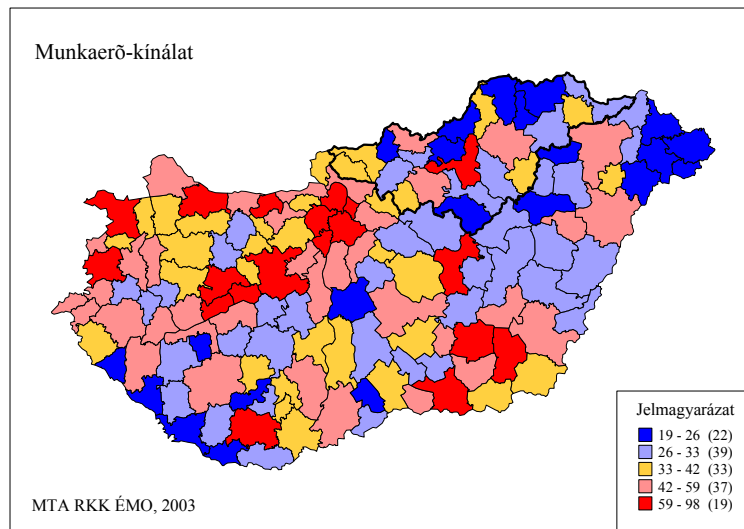 Munkaerõ-kínálat
Jelmagyarázat
19 - 26 (22)
26 - 33 (39)
33 - 42 (33)
42 - 59 (37)
59 - 98 (19)
MTA RKK ÉMO, 2003